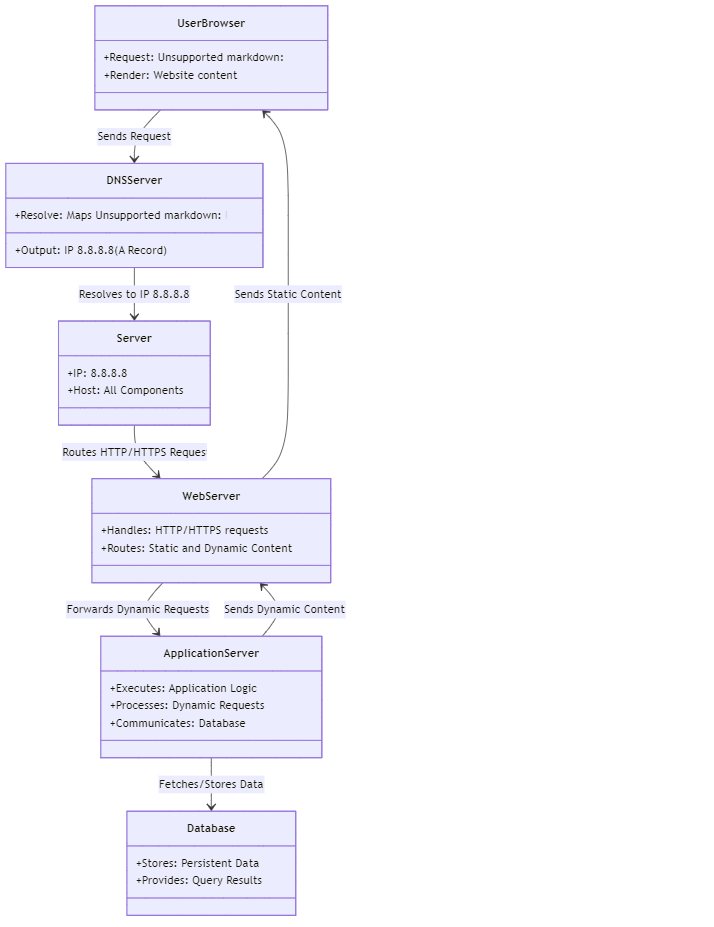 UserBrowser
+Request: Unsupported markdown:
+Render: Website content
Sends Request
DNSServer
+Resolve: Maps Unsupported markdown:
+Output: IP 8.8.8.8(A Record)
Resolves to IP 8.8.8.8
Sends Static Content
Server
+IP: 8.8.8.8
+Host: All Components
Routes HTTP/HTTPS Reques
WebServer
+Handles: HTTP/HTTPS requests
+Routes: Static and Dynamic Content
Forwards Dynamic Requests
Sends Dynamic Content
ApplicationServer
+Executes: Application Logic
+Processes: Dynamic Requests
+Communicates: Database
Fetches/Stores Data
Database
+Stores: Persistent Data
+Provides: Query Results